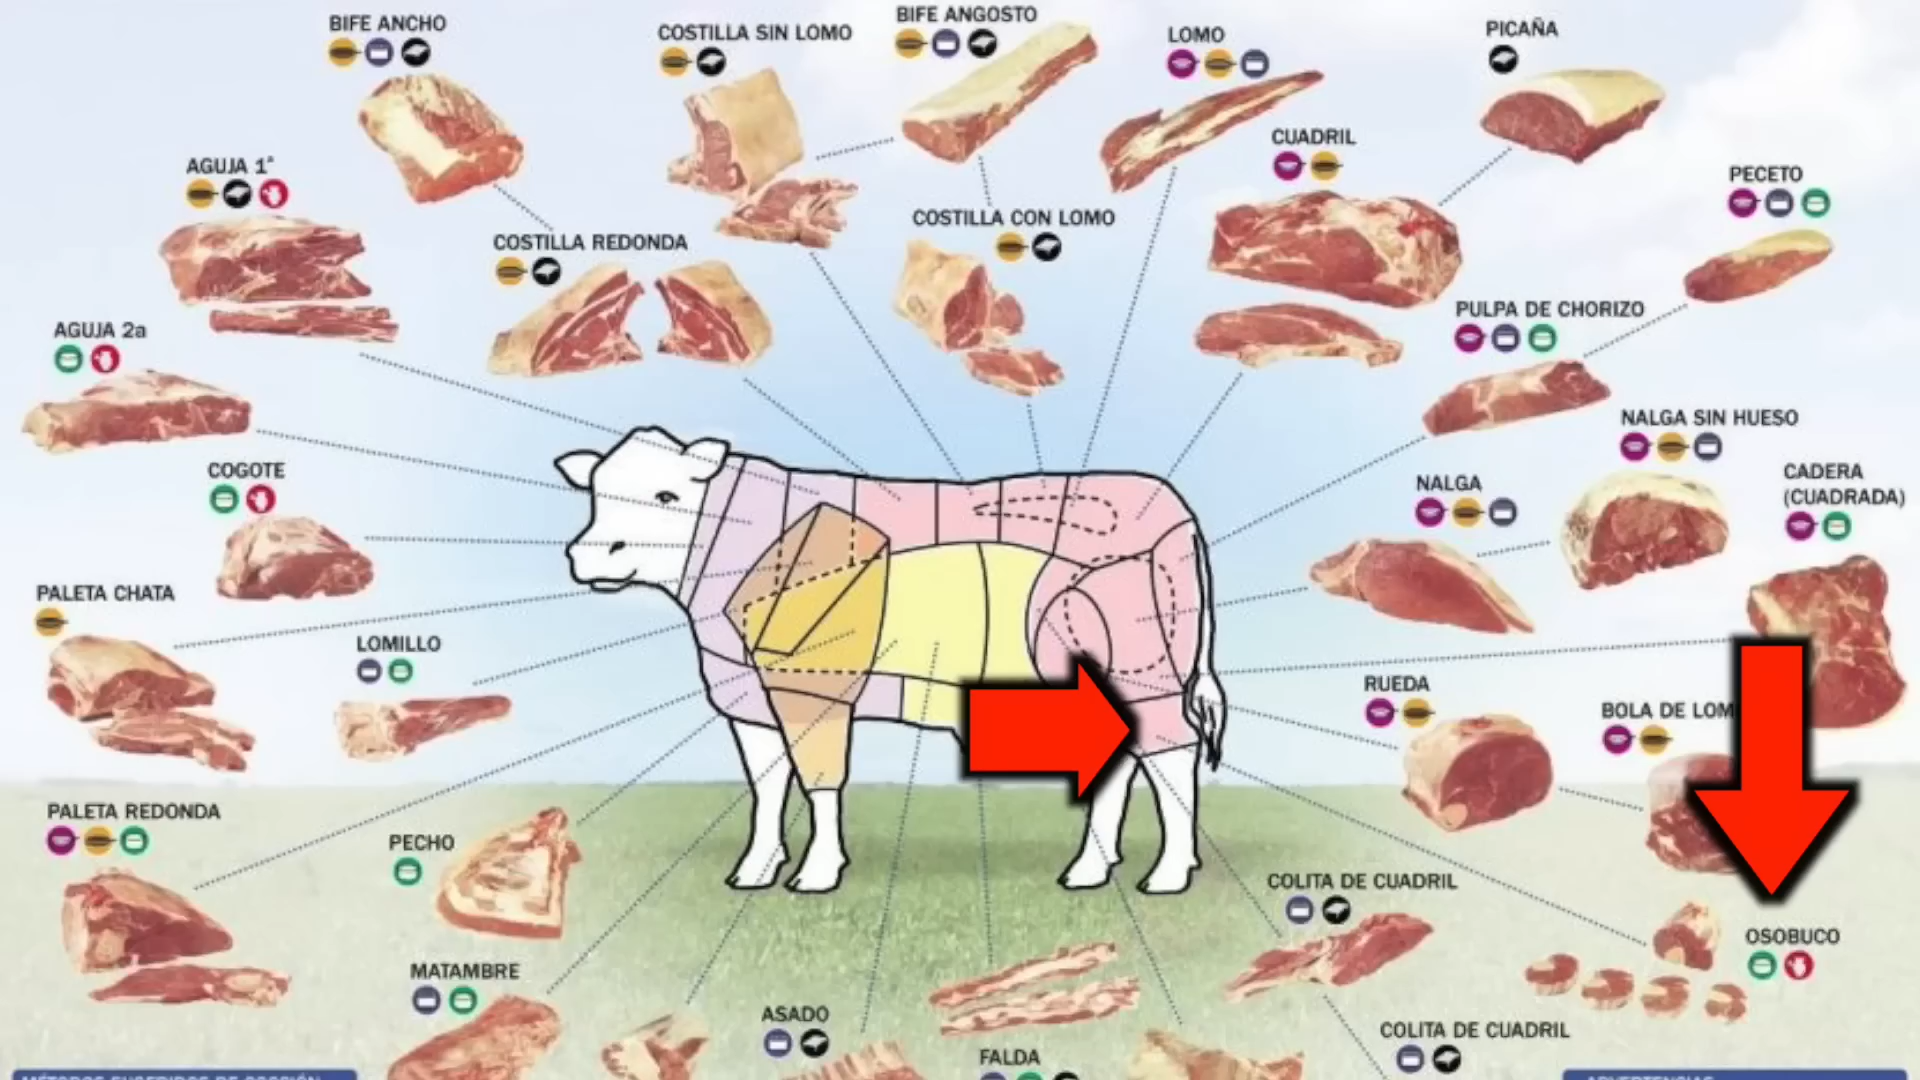 BIFE ANCHO
COSTILLA SIN LOMO
BIFE ANGOSTO
LOMO
PICAÑA
CUADRIL
AGUJA 1ª
PECETO
COSTILLA REDONDA
COSTILLA CON LOMO
PULPA DE CHORIZO
AGUJA 2a
NALGA SIN HUESO
COGOTE
NALGA
CADERA
(CUADRADA)
PALETA CHATA
LOMILLO
RUEDA
BOLA DE LOM
PALETA REDONDA
PECHO
COLITA DE CUADRIL
OSOBUCO
MATAMBRE
ASADO
COLITA DE CUADRIL
FALDA